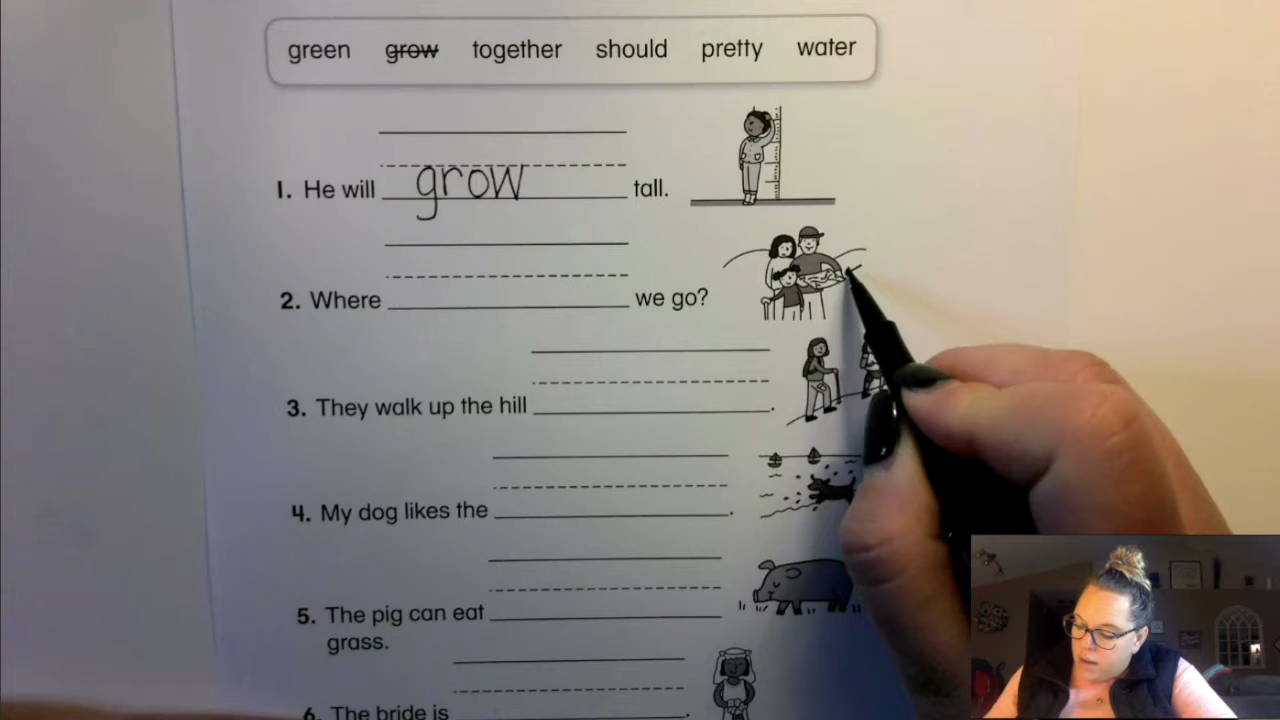 green grow together should pretty water
1. He will grow tall.
2. Where we go?
3. They walk up the hill .
4. My dog likes the .
5. The pig can eat
grass.
6. The bride is .